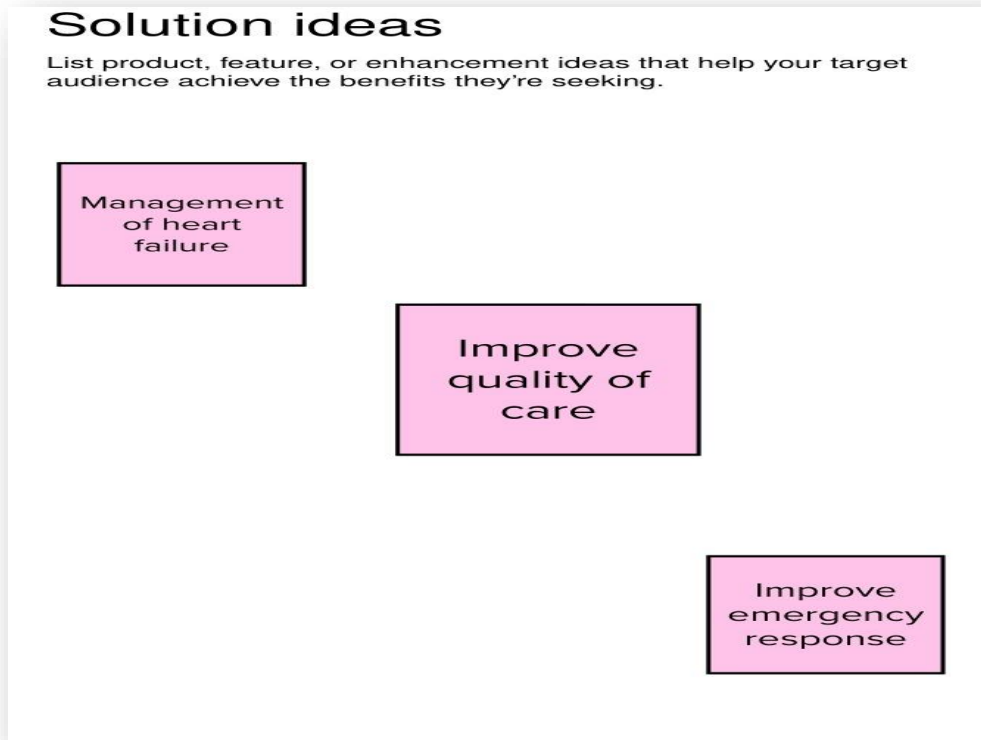 Solution ideas
List product, feature, or enhancement ideas that help your target
audience achieve the benefits they're seeking.
Management
of heart
failure
Improve
quality of
care
Improve
emergency
response